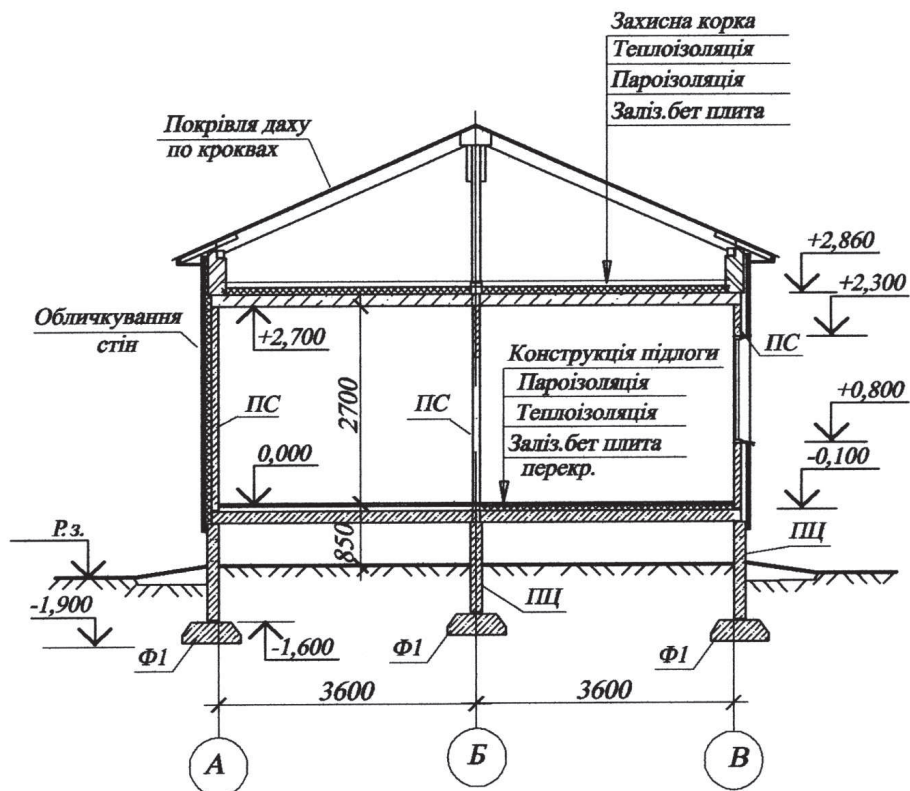 Захисна корка
Теплоізоляція
Пароізоляція
Заліз.бет плита
Покрівля даху
по кроквах
+2,860
+2,300
Обличкування
стін
+2,700
ПС
Конструкція підлоги
Пароізоляція
Теплоізоляція
Заліз.бет плита
перекр.
ПС
2700
ПС
+0,800
0,000
-0,100
Р.з.
850
ПЦ
-1,900
ПЦ
-1,600
Ф1
Ф1
Ф1
3600
3600
А
Б
В